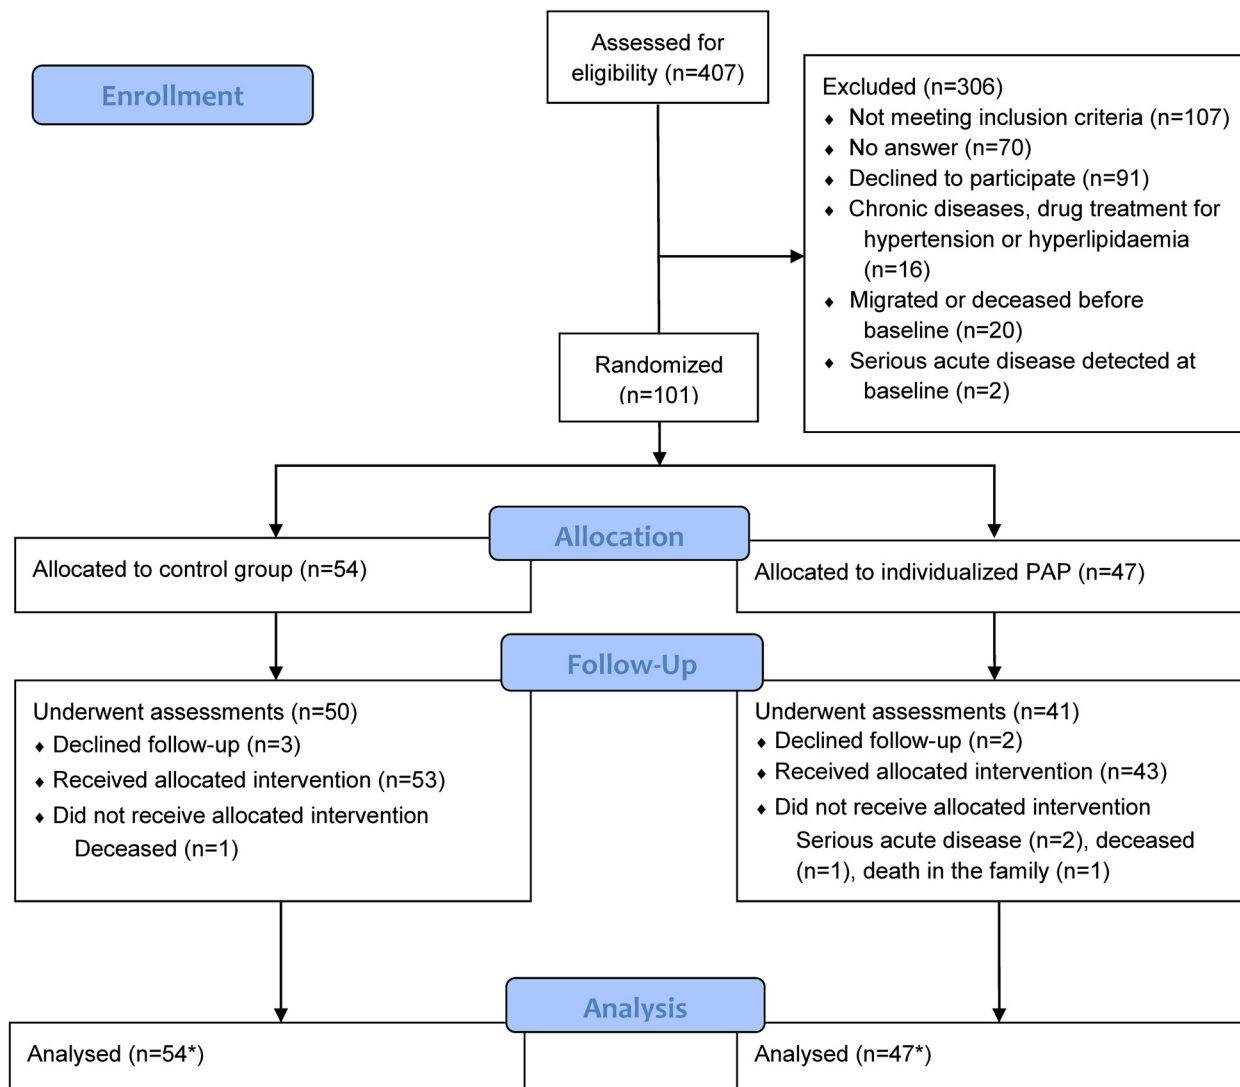 Assessed for
eligibility (n=407)
Enrollment
Excluded (n=306)
♦ Not meeting inclusion criteria (n=107)
♦ No answer (n=70)
♦ Declined to participate (n=91)
♦ Chronic diseases, drug treatment for
hypertension or hyperlipidaemia
(n=16)
♦ Migrated or deceased before
baseline (n=20)
♦ Serious acute disease detected at
baseline (n=2)
Randomized
(n=101)
Allocation
Allocated to control group (n=54)
Allocated to individualized PAP (n=47)
Follow-Up
Underwent assessments (n=50)
♦ Declined follow-up (n=3)
♦ Received allocated intervention (n=53)
♦ Did not receive allocated intervention
Deceased (n=1)
Underwent assessments (n=41)
♦ Declined follow-up (n=2)
♦ Received allocated intervention (n=43)
♦ Did not receive allocated intervention
Serious acute disease (n=2), deceased
(n=1), death in the family (n=1)
Analysis
Analysed (n=54*)
Analysed (n=47*)